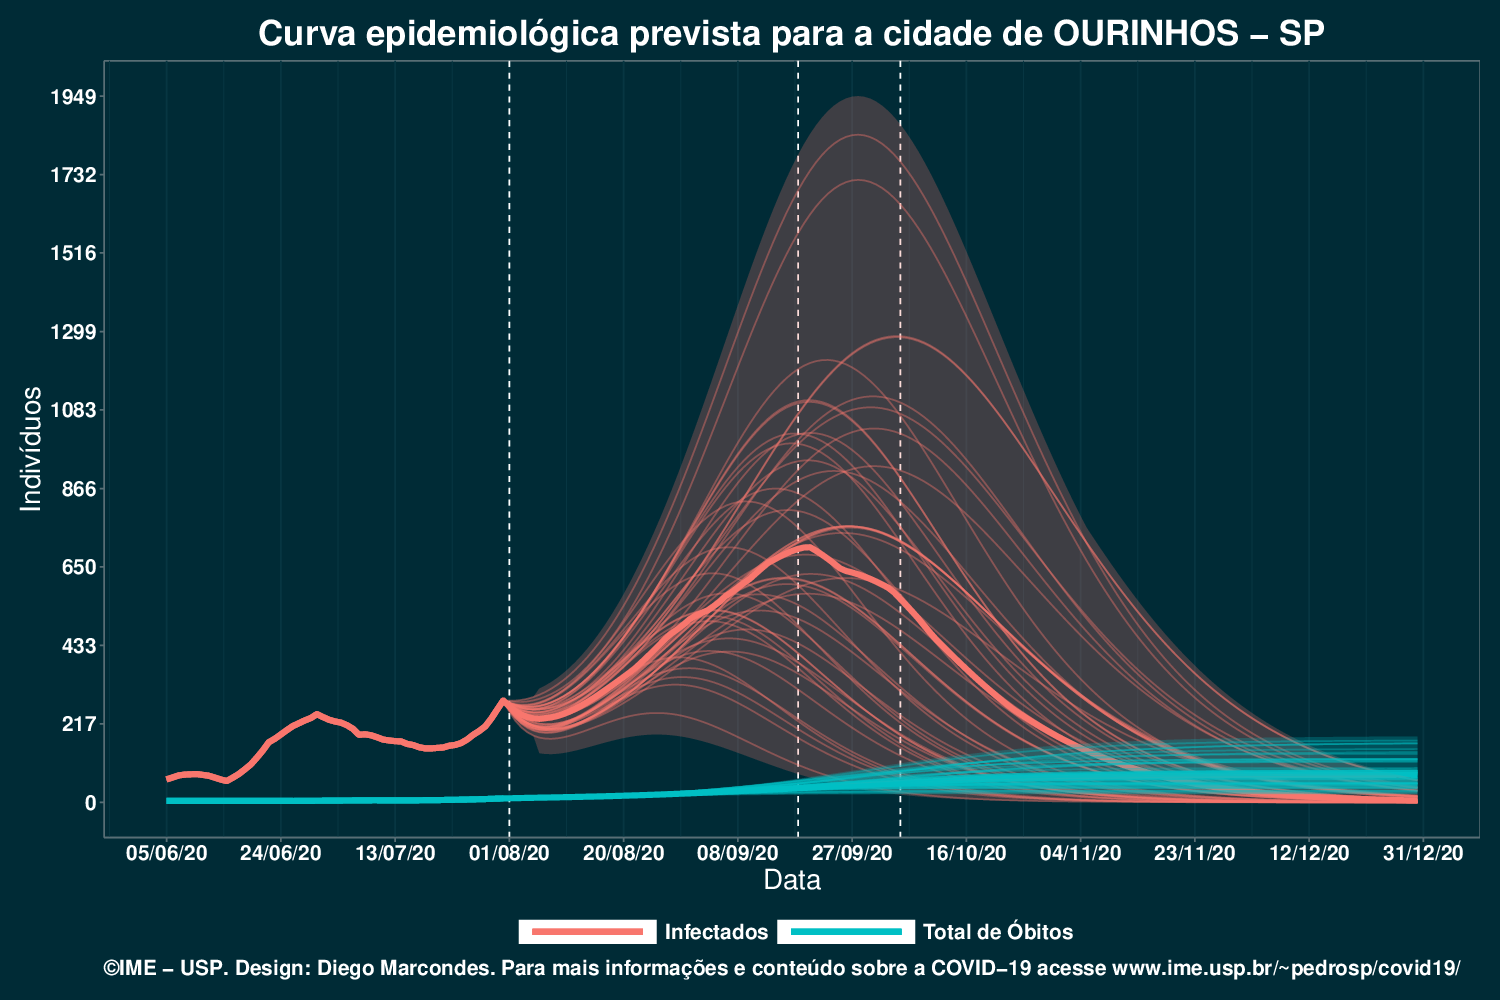 Curva epidemiológica prevista para a cidade de OURINHOS − SP
Indivíduos
1949
1732
1516
1299
1083
866
650
433
217
0
05/06/20 24/06/20 13/07/20 01/08/20 20/08/20 08/09/20 27/09/20 16/10/20 04/11/20 23/11/20 12/12/20 31/12/20
Data
Infectados Total de Óbitos
©IME − USP. Design: Diego Marcondes. Para mais informações e conteúdo sobre a COVID−19 acesse www.ime.usp.br/~pedrosp/covid19/